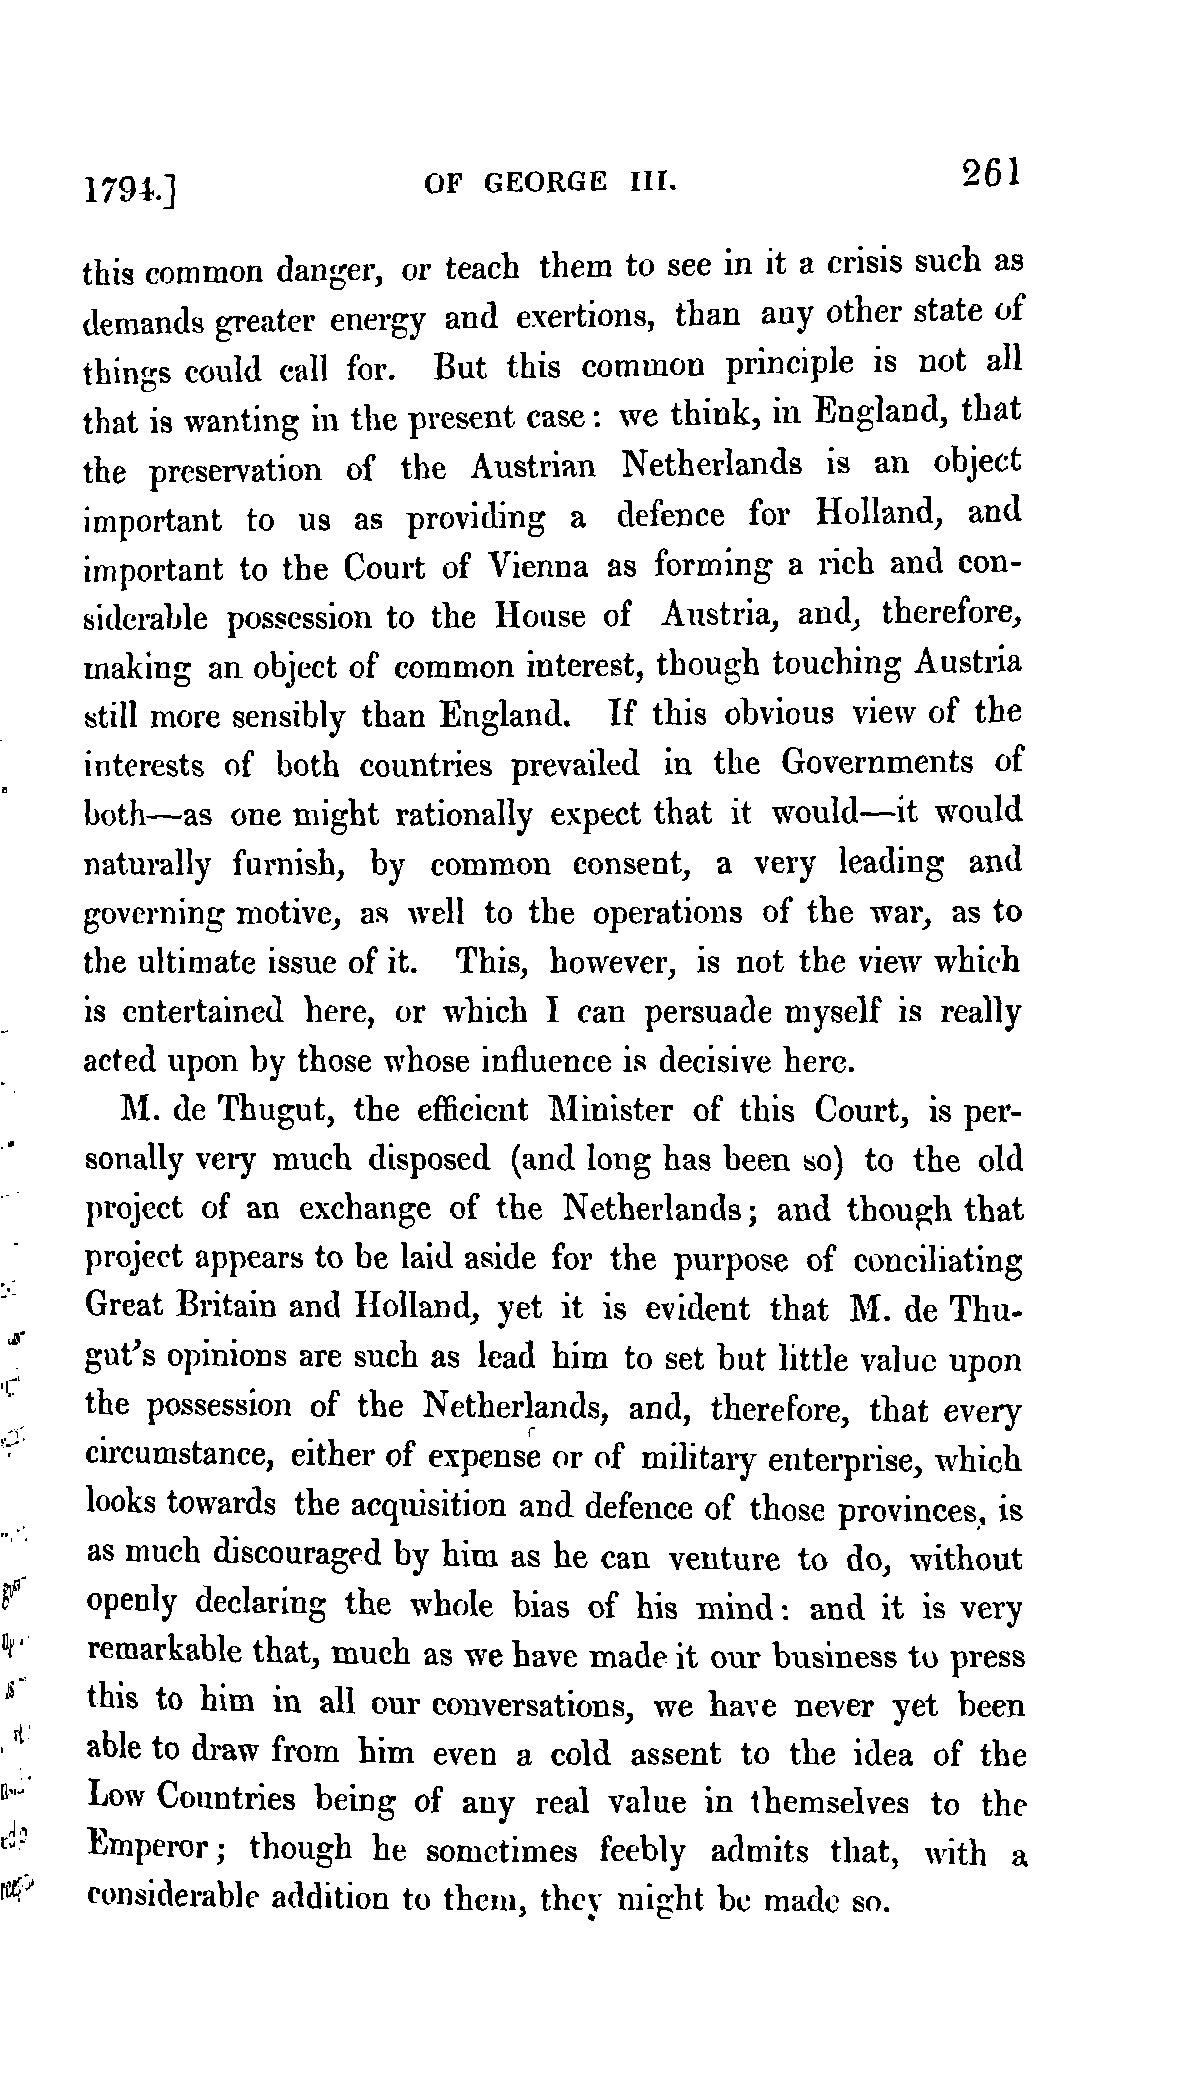 1794.] OF GEORGE III. 261
this common danger, or teach them to see in it a crisis such as
demands greater energy and exertions, than any other state of
things could call for. But this common principle is not all
that is wanting in the present case: we think, in England, that
the preservation of the Austrian Netherlands is an object
important to us as providing a defence for Holland, and
important to the Court of Vienna as forming a rich and con-
siderable possession to the House of Austria, and, therefore,
making an object of common interest, though touching Austria
still more sensibly than England. If this obvious view of the
interests of both countries prevailed in the Governments of
both—as one might rationally expect that it would—it would
naturally furnish, by common consent, a very leading and
governing motive, as well to the operations of the war, as to
the ultimate issue of it. This, however, is not the view which
is entertained here, or which I can persuade myself is really
acted upon by those whose influence is decisive here.
M. de Thugut, the efficient Minister of this Court, is per-
sonally very much disposed (and long has been so) to the old
project of an exchange of the Netherlands; and though that
project appears to be laid aside for the purpose of conciliating
Great Britain and Holland, yet it is evident that M. de Thu-
gut's opinions are such as lead him to set but little value upon
the possession of the Netherlands, and, therefore, that every
circumstance, either of expense or of military enterprise, which
looks towards the acquisition and defence of those provinces, is
as much discouraged by him as he can venture to do, without
openly declaring the whole bias of his mind: and it is very
remarkable that, much as we have made it our business to press
this to him in all our conversations, we have never yet been
able to draw from him even a cold assent to the idea of the
Low Countries being of any real value in themselves to the
Emperor; though he sometimes feebly admits that, with a
considerable addition to them, they might be made so.